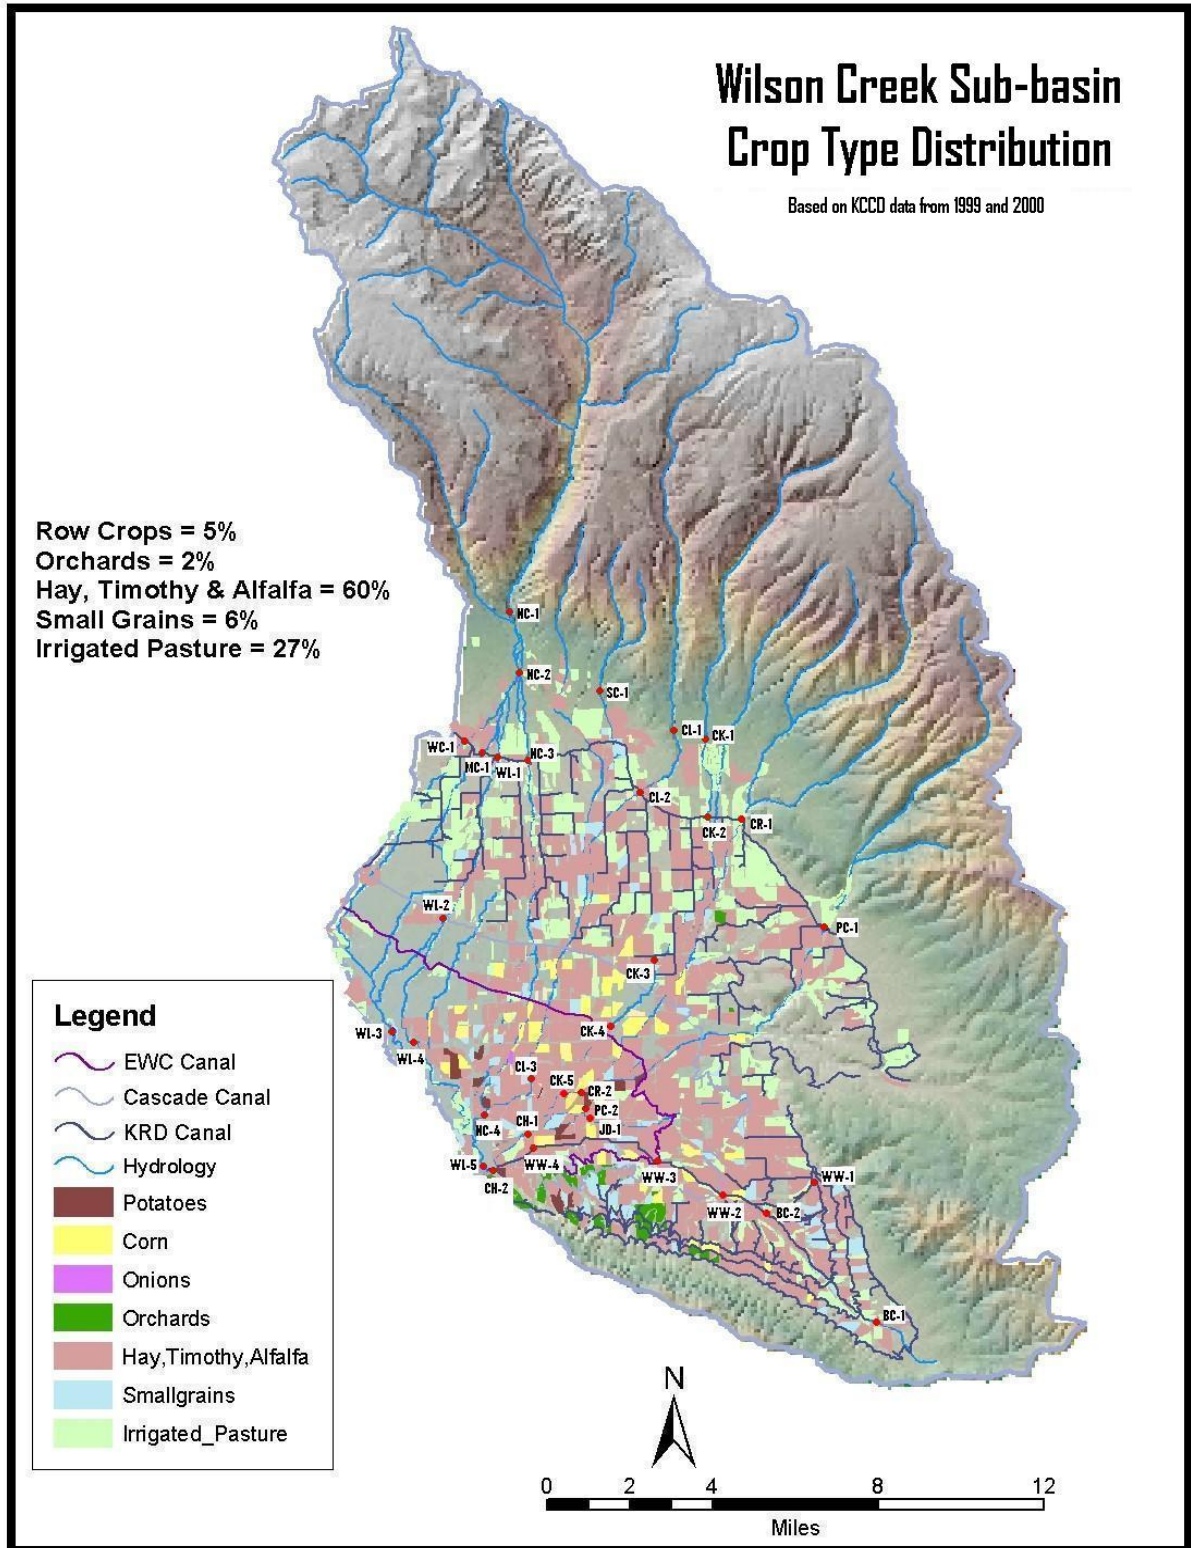 Wilson Creek Sub-basin
Crop Type Distribution
Based on KCCD data from 1999 and 2000
Row Crops = 5%
Orchards = 2%
Hay, Timothy & Alfalfa = 60%
Small Grains = 6%
Irrigated Pasture = 27%
NC-1
NC-2
SC-1
CL-1
CK-1
WC-1
MC-1
WL-1
NC-3
CL-2
CK-2
CR-1
WL-2
PC-1
CK-3
WL-3
WL-4
CK-4
CL-3
CK-5
CR-2
PC-2
JD-1
NC-4
CH-1
WW-4
WL-5
CH-2
WW-3
WW-1
WW-2
BC-2
BC-1
Legend
EWC Canal
Cascade Canal
KRD Canal
Hydrology
Potatoes
Corn
Onions
Orchards
Hay,Timothy,Alfalfa
Smallgrains
Irrigated_Pasture
N
0 2 4 8 12
Miles